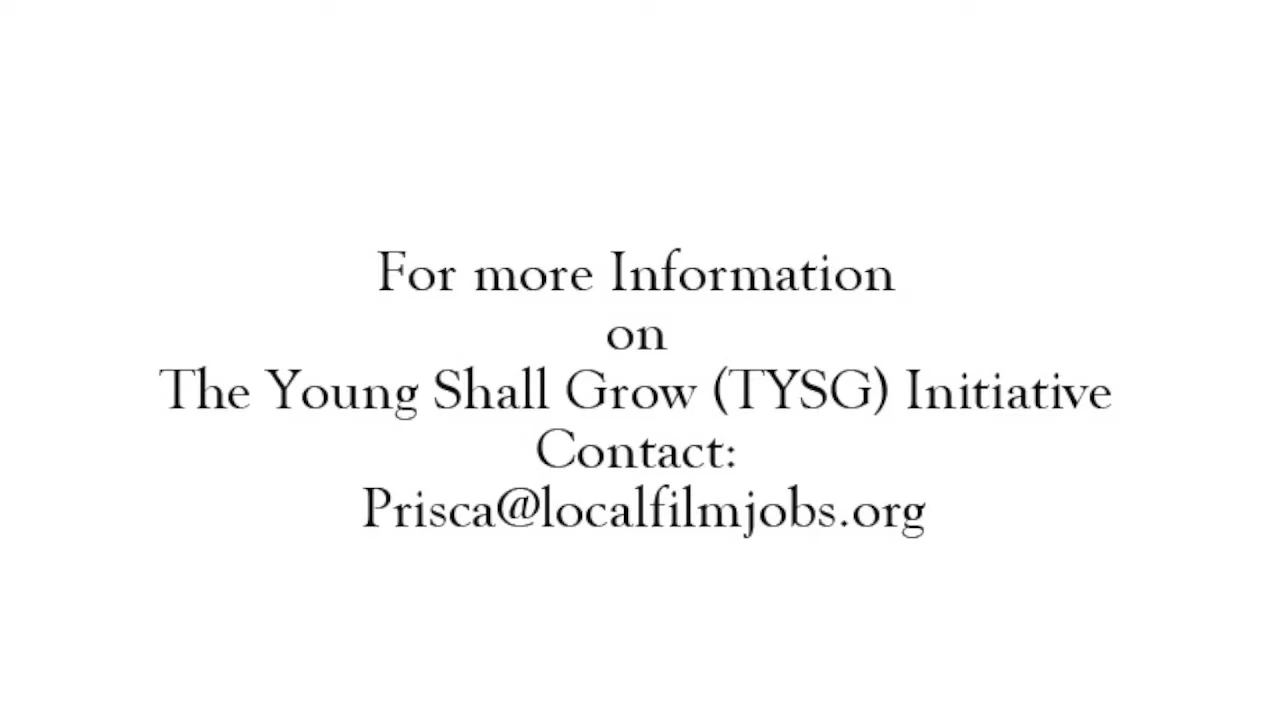 For more Information
on
The Young Shall Grow (TYSG) Initiative
Contact:
Prisca@localfilmjobs.org